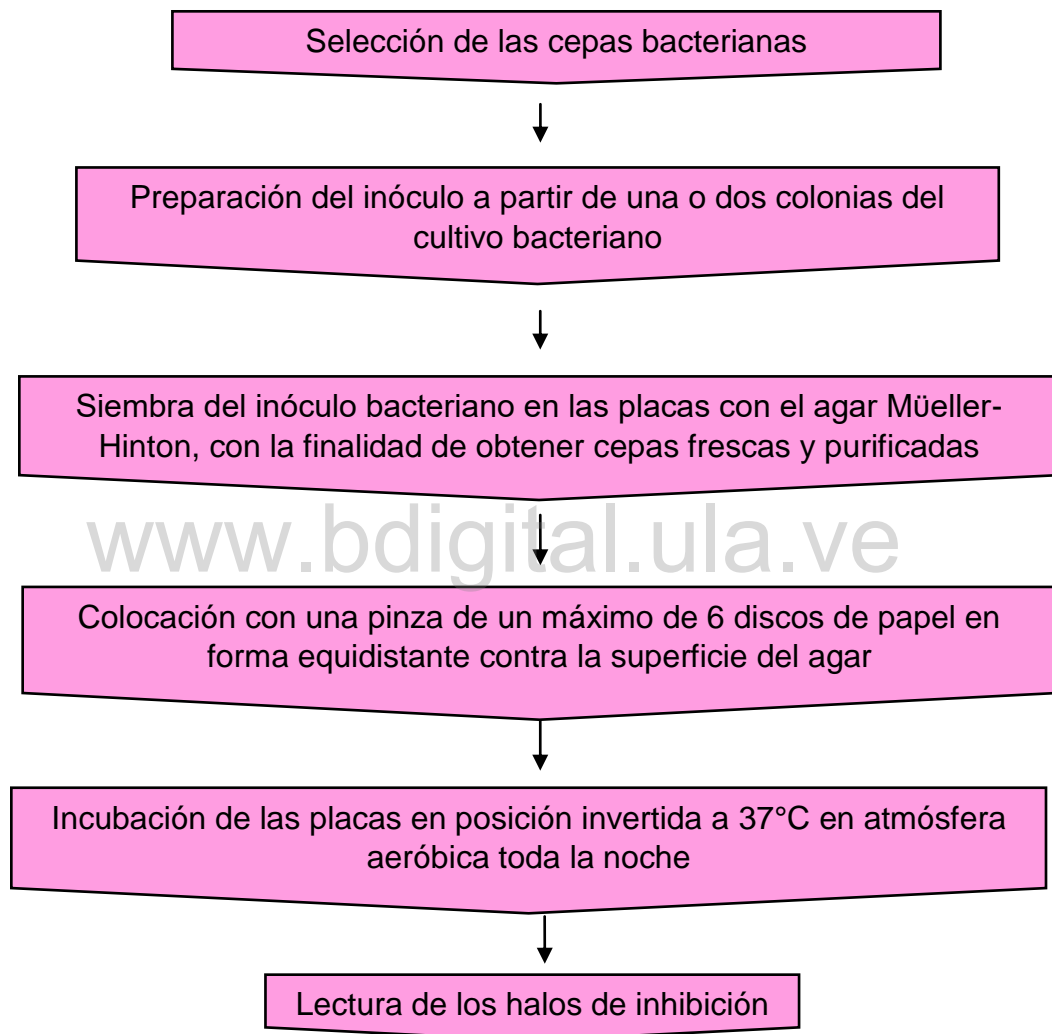 Selección de las cepas bacterianas
Preparación del inóculo a partir de una o dos colonias del
cultivo bacteriano
Siembra del inóculo bacteriano en las placas con el agar Müeller-
Hinton, con la finalidad de obtener cepas frescas y purificadas
www.bdigital.ula.ve
Colocación con una pinza de un máximo de 6 discos de papel en
forma equidistante contra la superficie del agar
Incubación de las placas en posición invertida a 37°C en atmósfera
aeróbica toda la noche
Lectura de los halos de inhibición